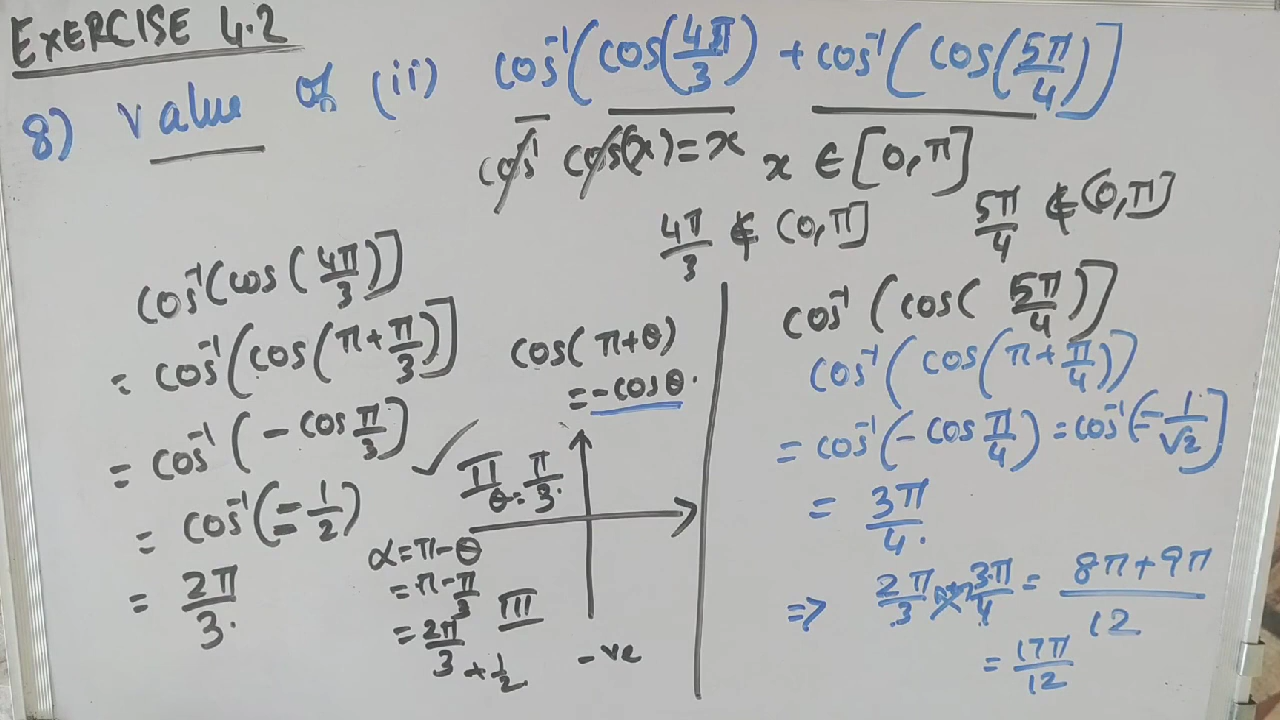 EXERCISE 4.2
8) Value of (ii) cos⁻¹(cos(4π/3) + cos⁻¹(cos(5π/4)]
cos⁻¹ cos(x) = x x ∈ [0, π]
4π/3 ∉ (0, π] 5π/4 ∉ (0, π]
cos⁻¹(cos(4π/3)]
= cos⁻¹(cos(π + π/3)]
= cos⁻¹(- cos π/3)
= cos⁻¹(- 1/2)
= 2π/3.
cos(π+θ)
= -cosθ.
II
θ = π/3.
α = π - θ
= π - π/3
= 2π/3
III
+ 1/2
-ve
cos⁻¹(cos( 5π/4)]
cos⁻¹(cos(π + π/4))
= cos⁻¹(- cos π/4) = cos⁻¹(- 1/√2)
= 3π/4.
⇒ 2π/3 + 3π/4 = (8π + 9π)/12
= 17π/12